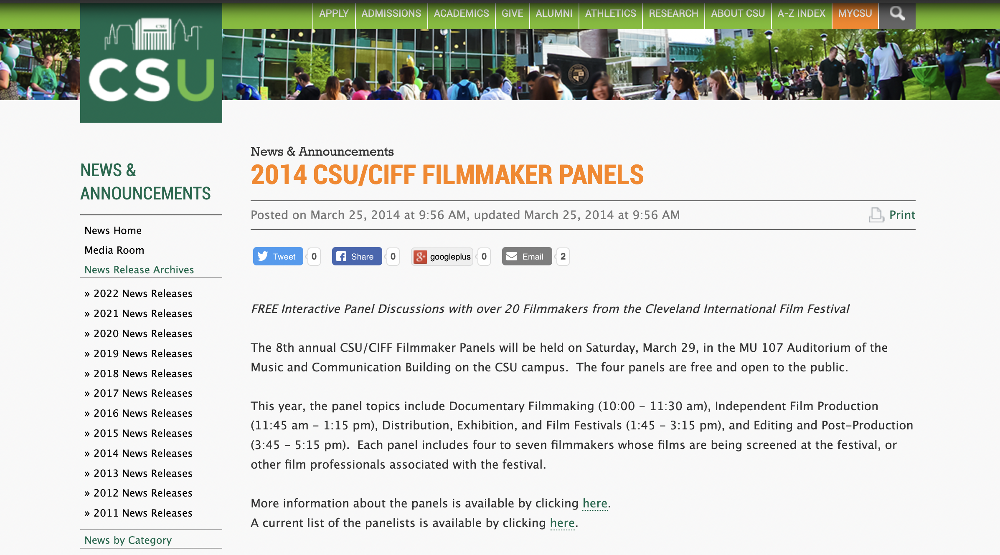 APPLY
ADMISSIONS
ACADEMICS
GIVE
ALUMNI
ATHLETICS
RESEARCH
ABOUT CSU
A-Z INDEX
MYCSU
CSU
CSU
News & Announcements
2014 CSU/CIFF FILMMAKER PANELS
Posted on March 25, 2014 at 9:56 AM, updated March 25, 2014 at 9:56 AM
Print
Tweet 0
Share 0
googleplus 0
Email 2
FREE Interactive Panel Discussions with over 20 Filmmakers from the Cleveland International Film Festival
The 8th annual CSU/CIFF Filmmaker Panels will be held on Saturday, March 29, in the MU 107 Auditorium of the
Music and Communication Building on the CSU campus.  The four panels are free and open to the public.
This year, the panel topics include Documentary Filmmaking (10:00 – 11:30 am), Independent Film Production
(11:45 am – 1:15 pm), Distribution, Exhibition, and Film Festivals (1:45 – 3:15 pm), and Editing and Post-Production
(3:45 – 5:15 pm).  Each panel includes four to seven filmmakers whose films are being screened at the festival, or
other film professionals associated with the festival.
More information about the panels is available by clicking here.
A current list of the panelists is available by clicking here.
NEWS &
ANNOUNCEMENTS
News Home
Media Room
News Release Archives
» 2022 News Releases
» 2021 News Releases
» 2020 News Releases
» 2019 News Releases
» 2018 News Releases
» 2017 News Releases
» 2016 News Releases
» 2015 News Releases
» 2014 News Releases
» 2013 News Releases
» 2012 News Releases
» 2011 News Releases
News by Category